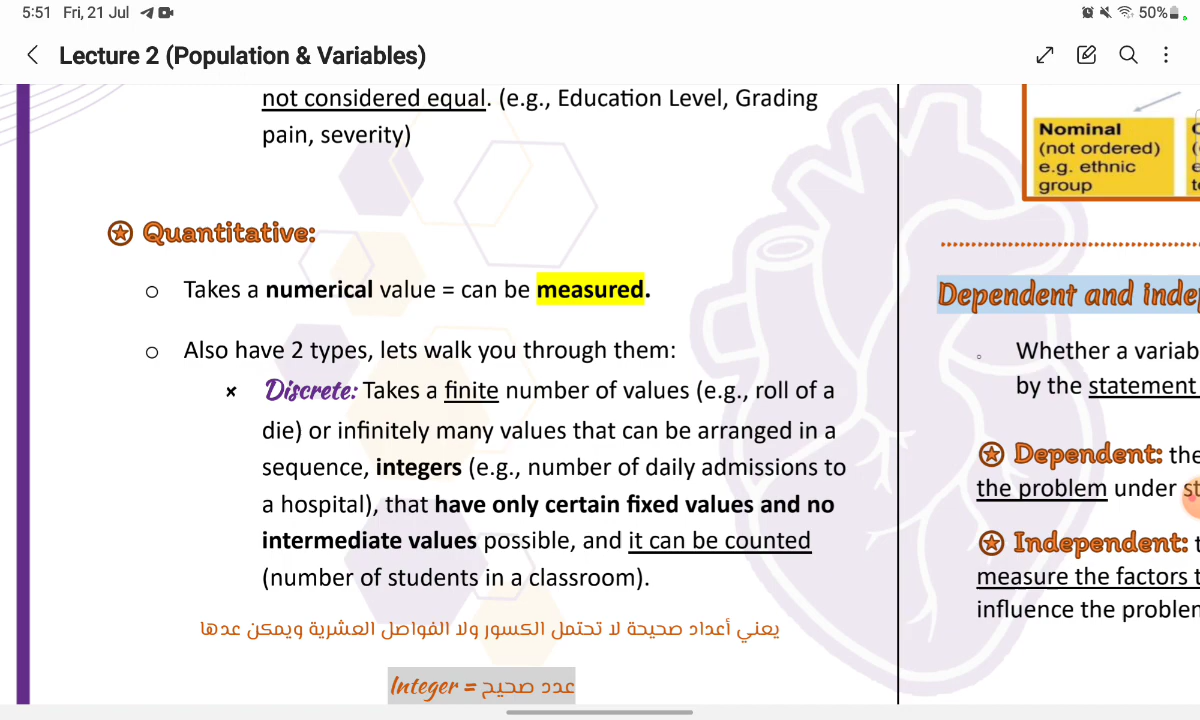 5:51 Fri, 21 Jul
50%
Lecture 2 (Population & Variables)
not considered equal. (e.g., Education Level, Grading
pain, severity)
Quantitative:
Takes a numerical value = can be measured.
Also have 2 types, lets walk you through them:
Discrete: Takes a finite number of values (e.g., roll of a
die) or infinitely many values that can be arranged in a
sequence, integers (e.g., number of daily admissions to
a hospital), that have only certain fixed values and no
intermediate values possible, and it can be counted
(number of students in a classroom).
يعني أعداد صحيحة لا تحتمل الكسور ولا الفواصل العشرية ويمكن عدها
Integer = عدد صحيح
Nominal
(not ordered)
e.g. ethnic
group
Dependent and
Whether a
by the statement
Dependent:
the problem under
Independent:
measure the factors
influence the